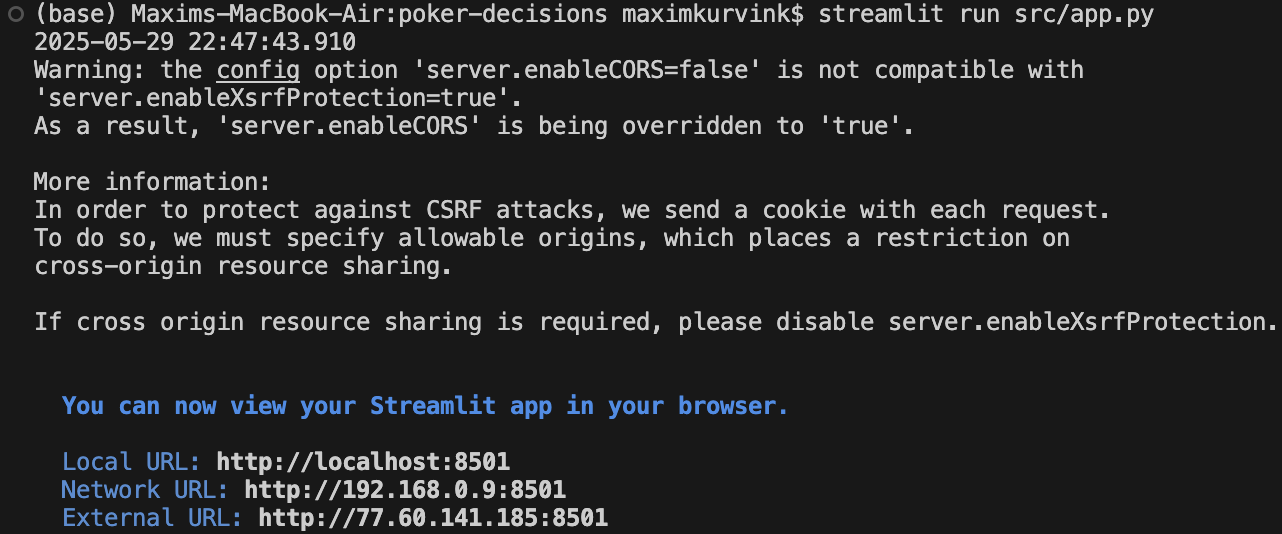 (base) Maxims-MacBook-Air:poker-decisions maximkurvink$ streamlit run src/app.py
2025-05-29 22:47:43.910
Warning: the config option 'server.enableCORS=false' is not compatible with
'server.enableXsrfProtection=true'.
As a result, 'server.enableCORS' is being overridden to 'true'.
More information:
In order to protect against CSRF attacks, we send a cookie with each request.
To do so, we must specify allowable origins, which places a restriction on
cross-origin resource sharing.
If cross origin resource sharing is required, please disable server.enableXsrfProtection.
You can now view your Streamlit app in your browser.
Local URL: http://localhost:8501
Network URL: http://192.168.0.9:8501
External URL: http://77.60.141.185:8501